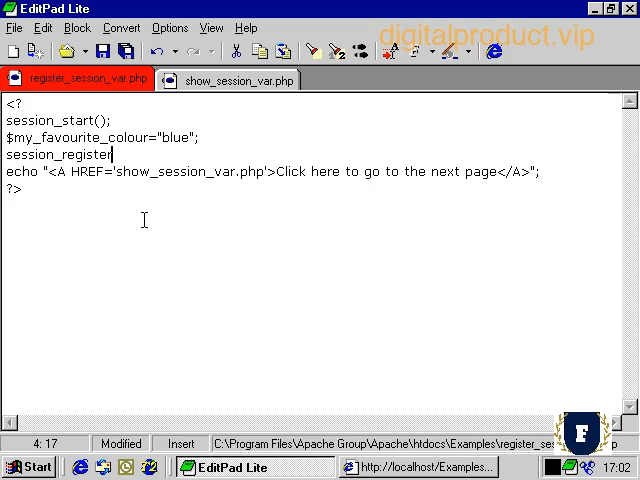 EditPad Lite
File Edit Block Convert Options View Help
digitalproduct.vip
register_session_var.php show_session_var.php
<?
session_start();
$my_favourite_colour="blue";
session_register
echo "<A HREF='show_session_var.php'>Click here to go to the next page</A>";
?>
F
4: 17 Modified Insert C:\Program Files\Apache Group\Apache\htdocs\Examples\register_se
Start EditPad Lite http://localhost/Examples... 17:02